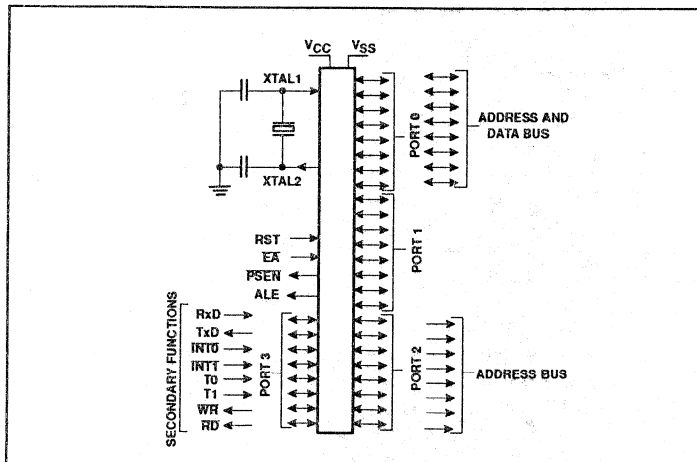 VCC VSS
XTAL1
XTAL2
PORT 0
ADDRESS AND
DATA BUS
PORT 1
RST
EA
PSEN
ALE
SECONDARY FUNCTIONS
RxD
TxD
INT0
INT1
T0
T1
WR
RD
PORT 3
PORT 2
ADDRESS BUS